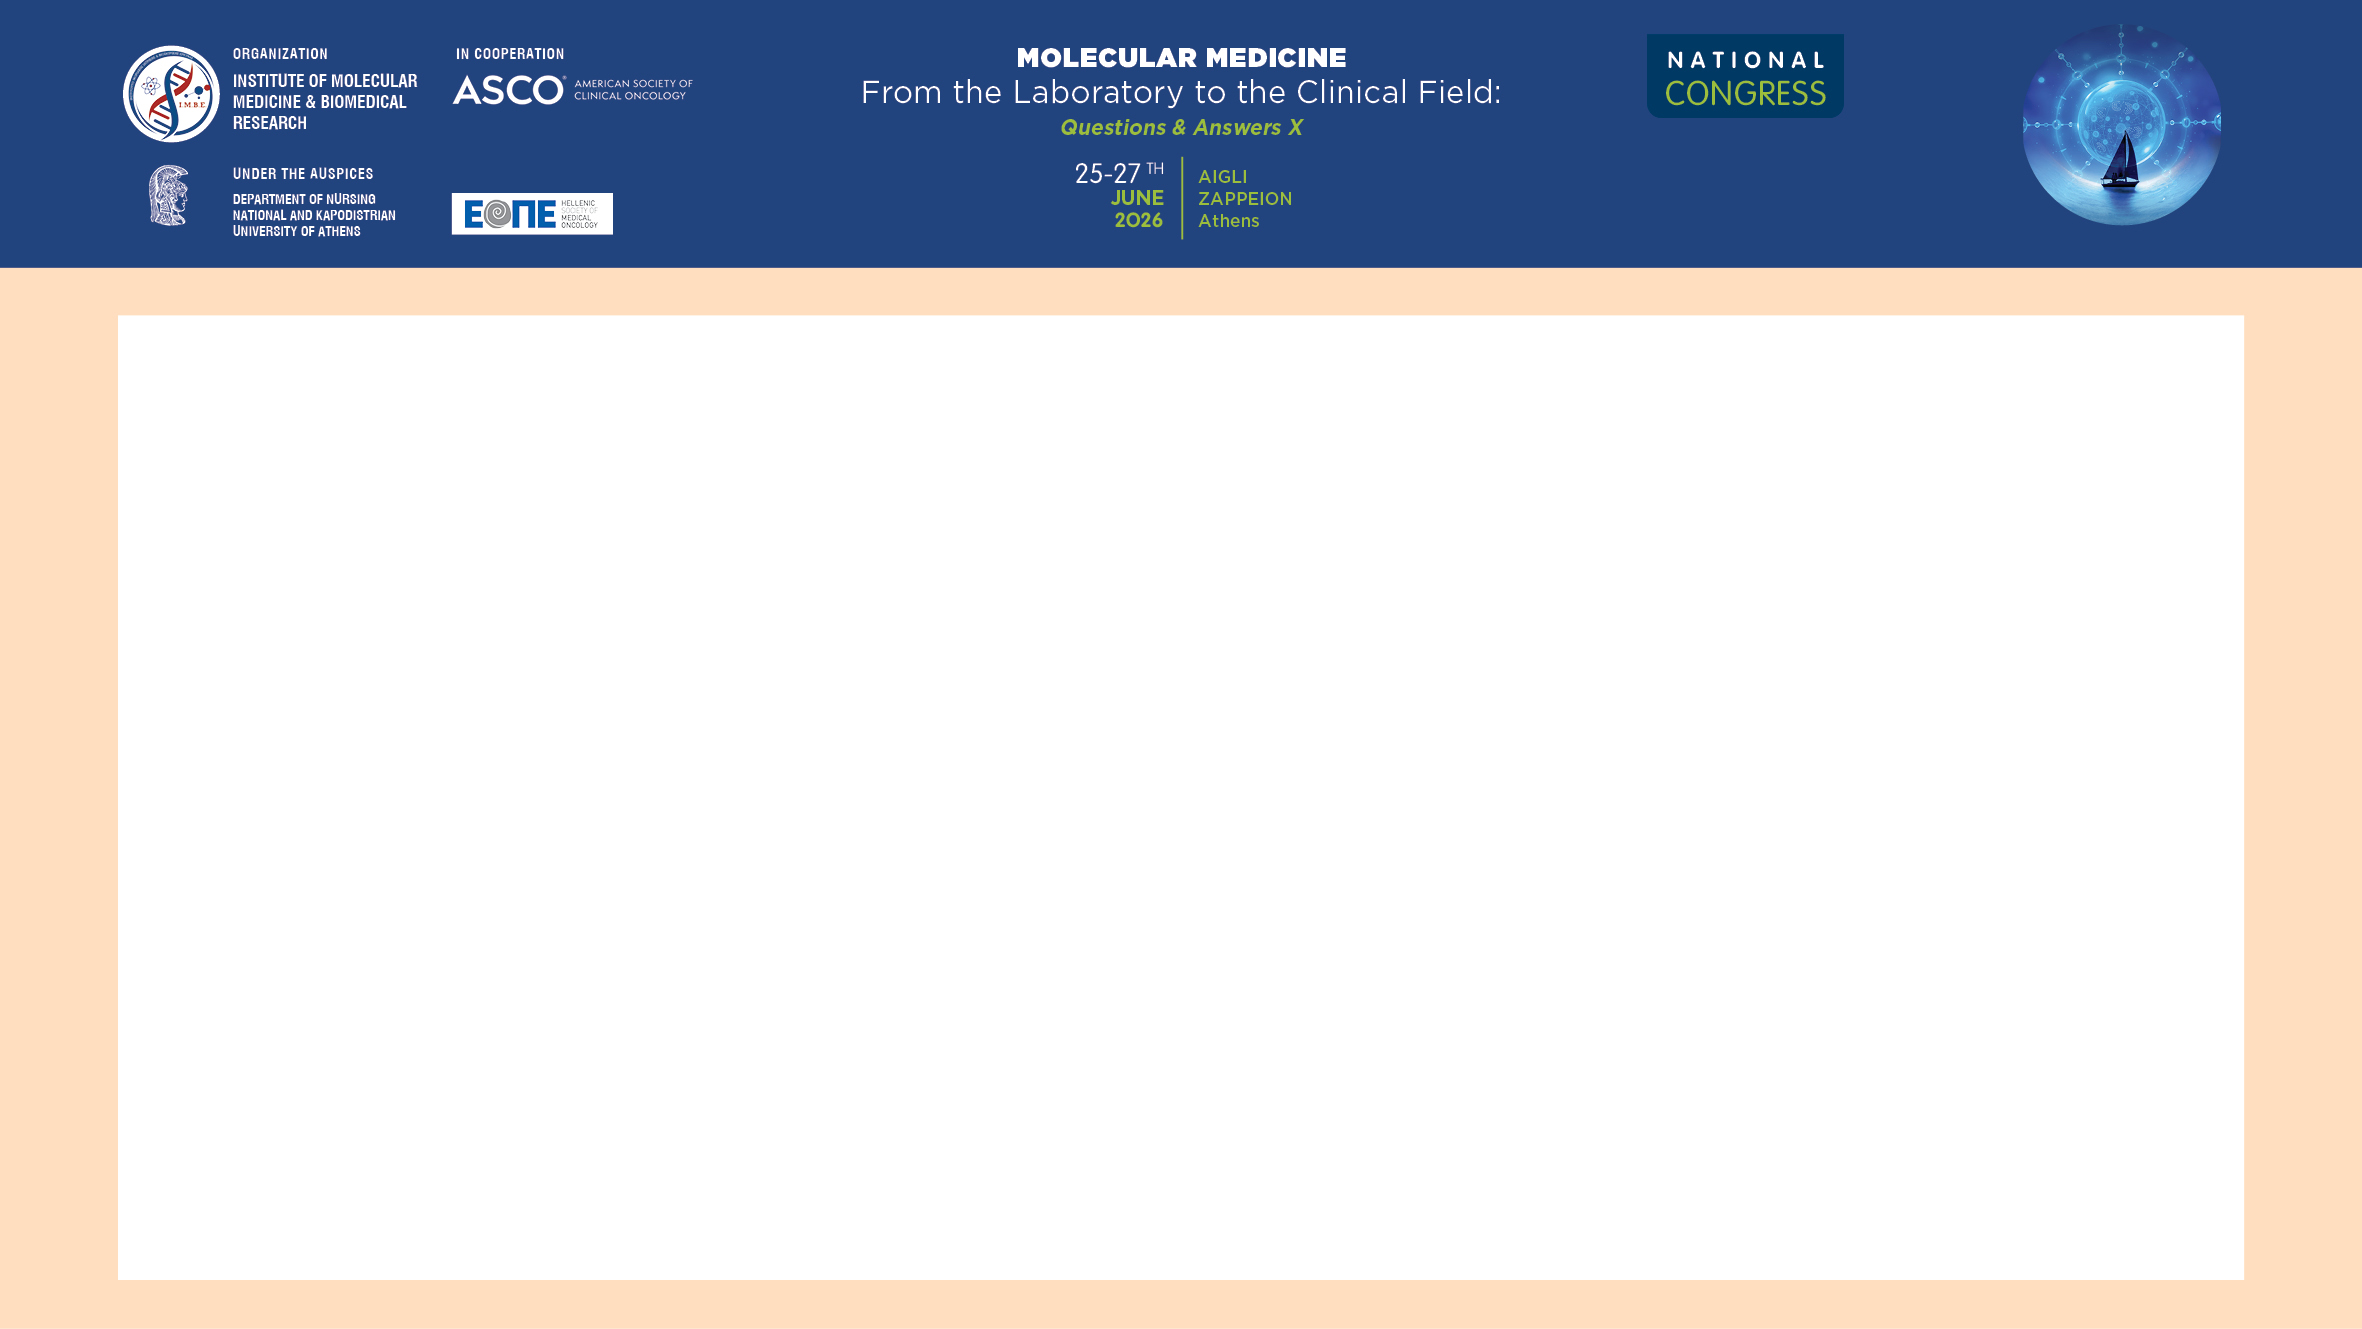 ORGANIZATION
INSTITUTE OF MOLECULAR
MEDICINE & BIOMEDICAL
RESEARCH
I.M.B.E.
IN COOPERATION
ASCO®
AMERICAN SOCIETY OF
CLINICAL ONCOLOGY
UNDER THE AUSPICES
DEPARTMENT OF NURSING
NATIONAL AND KAPODISTRIAN
UNIVERSITY OF ATHENS
ΕΟΠΕ
HELLENIC
SOCIETY OF
MEDICAL
ONCOLOGY
MOLECULAR MEDICINE
From the Laboratory to the Clinical Field:
Questions & Answers X
25-27 TH
JUNE
2026
AIGLI
ZAPPEION
Athens
NATIONAL
CONGRESS